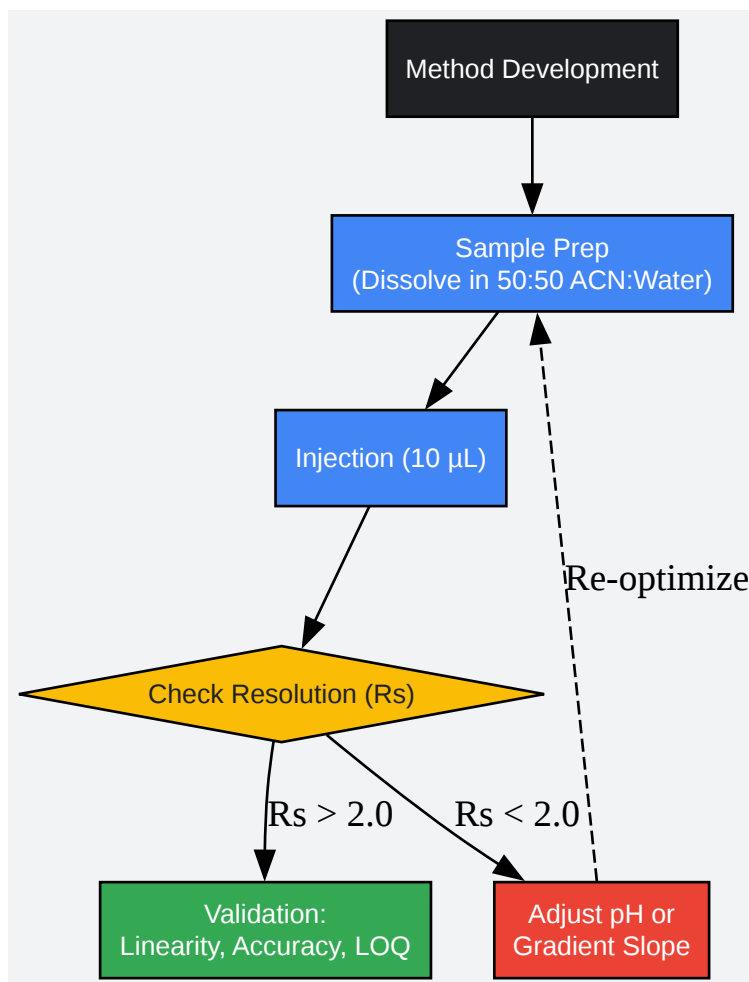 Method Development
Sample Prep
(Dissolve in 50:50 ACN:Water)
Injection (10 µL)
Re-optimize
Check Resolution (Rs)
Rs > 2.0
Rs < 2.0
Validation:
Linearity, Accuracy, LOQ
Adjust pH or
Gradient Slope